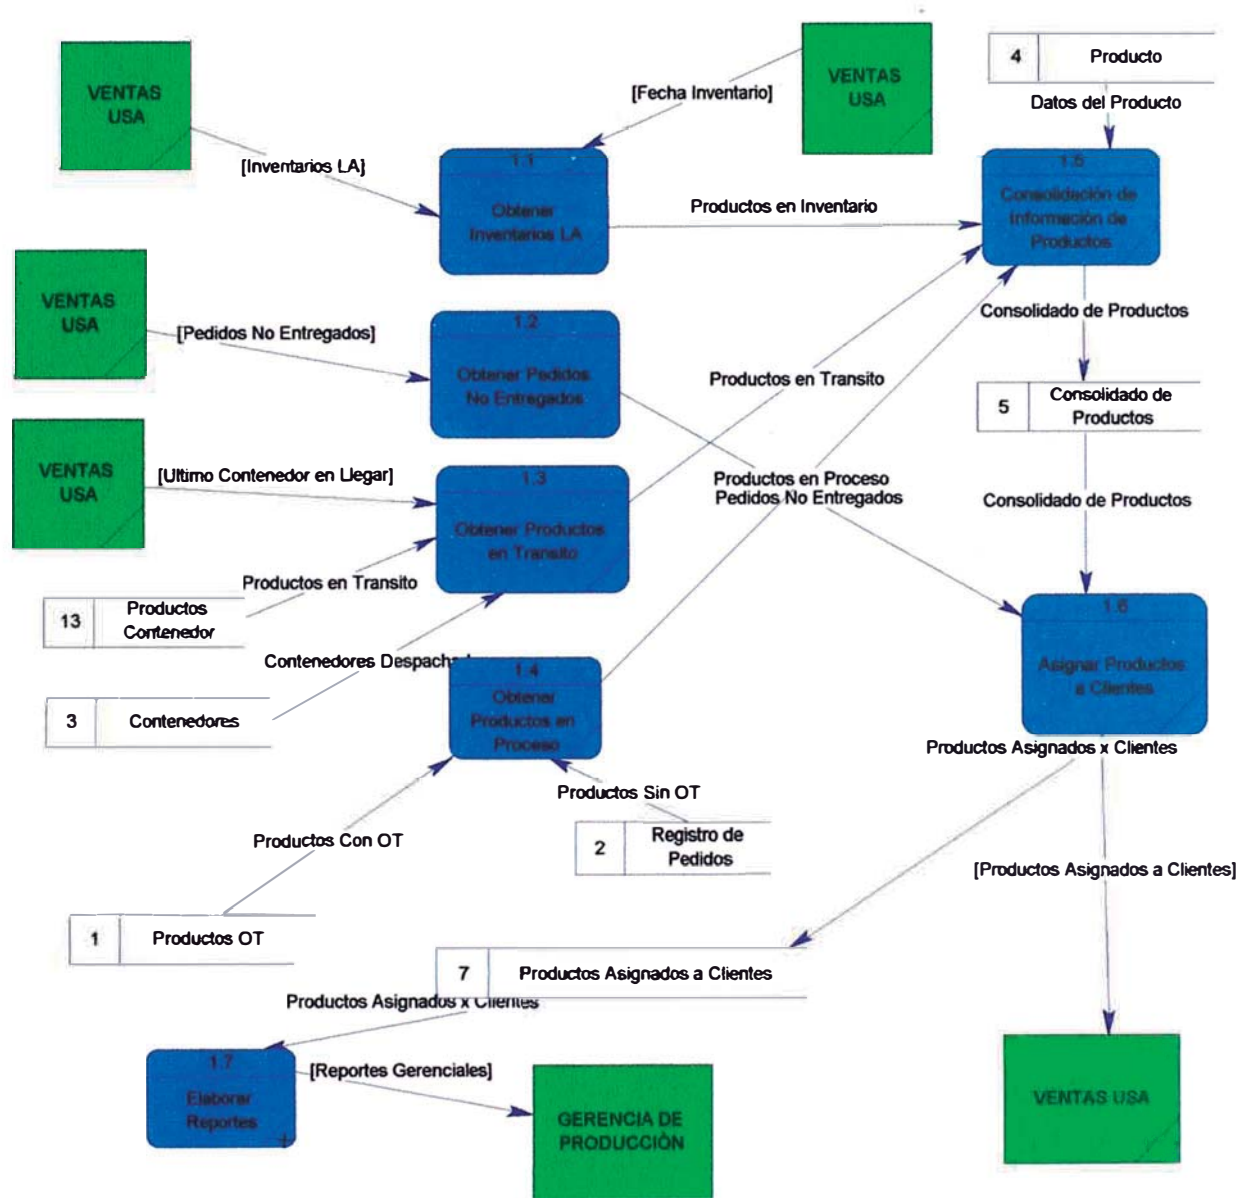 VENTAS
USA
[Fecha Inventario]
VENTAS
USA
4
Producto
Datos del Producto
[Inventarios LA]
1.1
Obtener
Inventarios LA
Productos en Inventario
1.5
Consolidación de
Información de
Productos
VENTAS
USA
[Pedidos No Entregados]
1.2
Obtener Pedidos
No Entregados
Consolidado de Productos
Productos en Transito
5
Consolidado de
Productos
VENTAS
USA
[Ultimo Contenedor en Llegar]
1.3
Obtener Productos
en Transito
Productos en Proceso
Pedidos No Entregados
Consolidado de Productos
Productos en Transito
13
Productos
Contenedor
1.6
Asignar Productos
a Clientes
Contenedores
3
Contenedores
1.4
Obtener
Productos en
Proceso
Productos Asignados x Clientes
Productos Sin OT
Productos Con OT
2
Registro de
Pedidos
[Productos Asignados a Clientes]
1
Productos OT
7
Productos Asignados a Clientes
Productos Asignados x Clientes
1.7
Elaborar
Reportes
[Reportes Gerenciales]
GERENCIA DE
PRODUCCIÓN
VENTAS USA